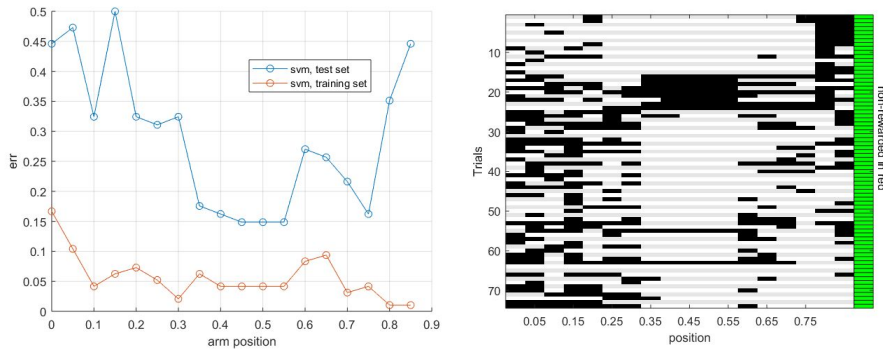 0.5
0.45
0.4
0.35
0.3
0.25
0.2
0.15
0.1
0.05
0
err
svm, test set
svm, training set
0 0.1 0.2 0.3 0.4 0.5 0.6 0.7 0.8 0.9
arm position
Trials
10
20
30
40
50
60
70
0.05 0.15 0.25 0.35 0.45 0.55 0.65 0.75
position
non-rewarded in red